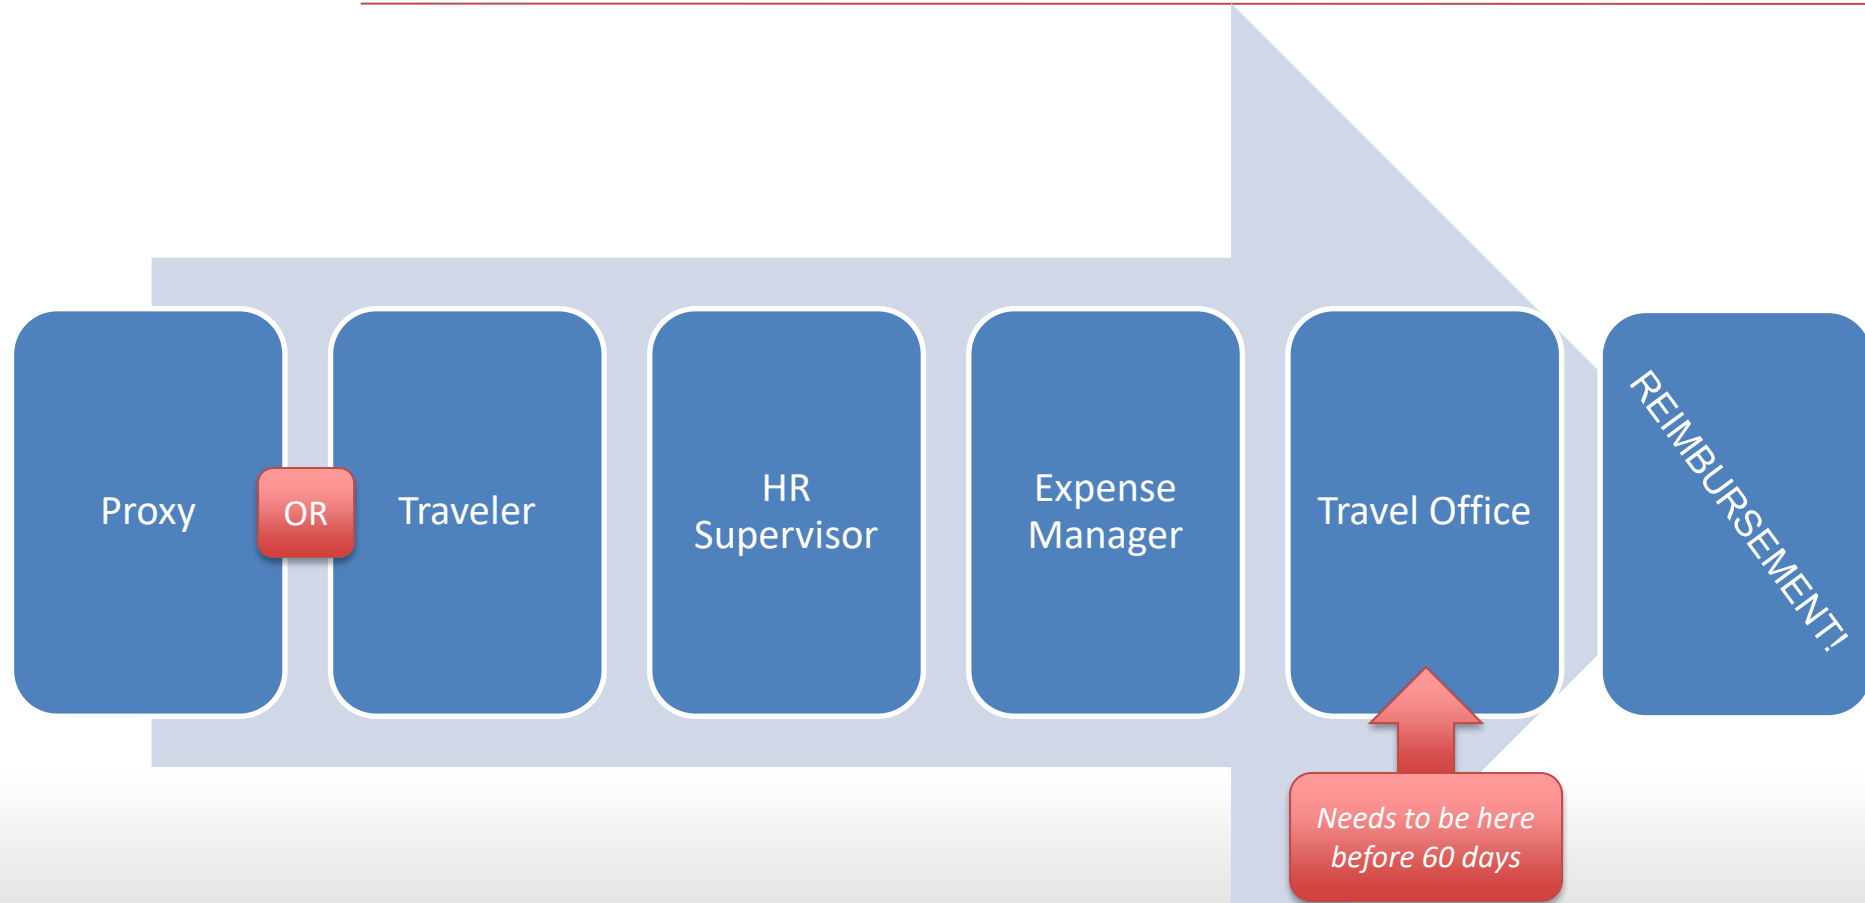 Proxy
OR
Traveler
HR
Supervisor
Expense
Manager
Travel Office
REIMBURSEMENT!
Needs to be here
before 60 days